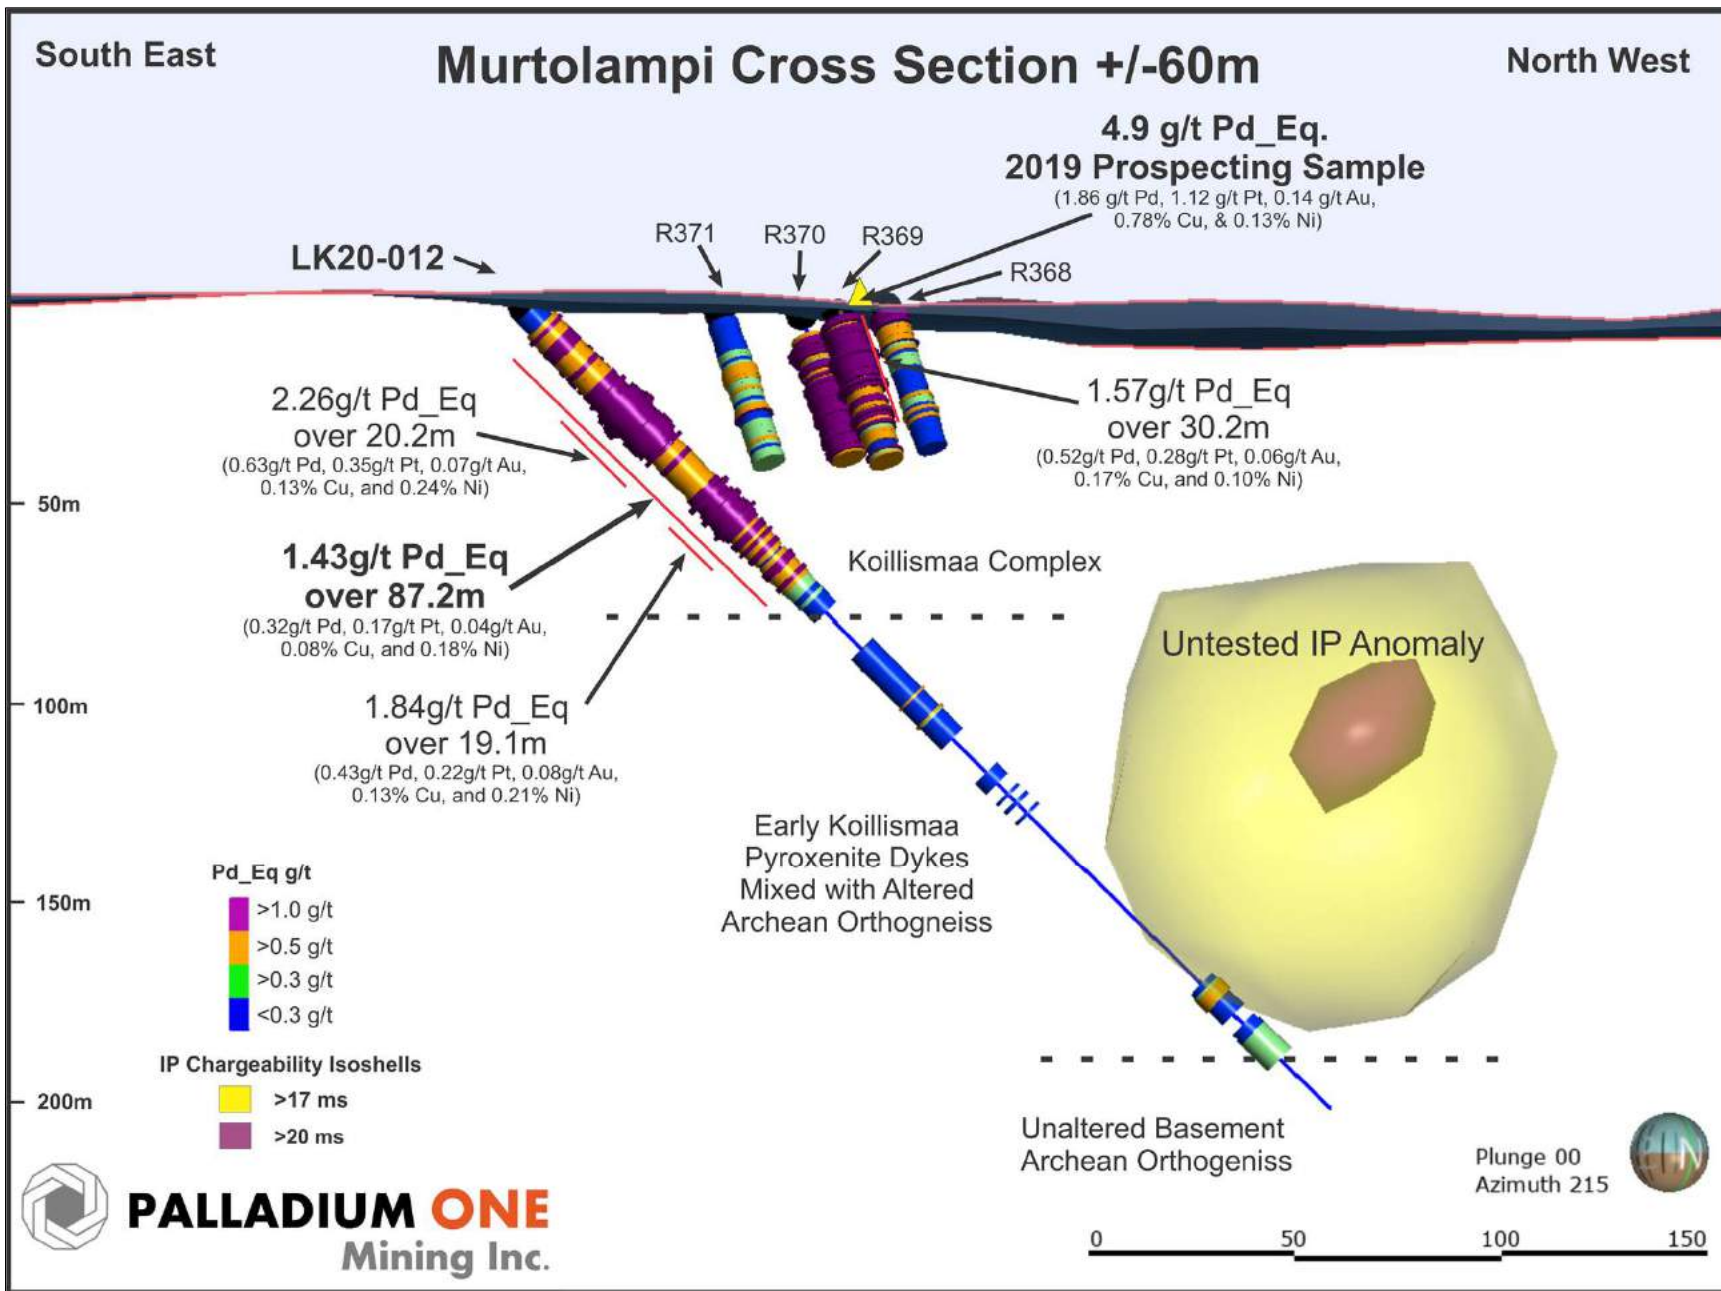 South East
Murtolampi Cross Section +/-60m
North West
4.9 g/t Pd_Eq.
2019 Prospecting Sample
(1.86 g/t Pd, 1.12 g/t Pt, 0.14 g/t Au,
0.78% Cu, & 0.13% Ni)
LK20-012
R371
R370
R369
R368
2.26g/t Pd_Eq
over 20.2m
(0.63g/t Pd, 0.35g/t Pt, 0.07g/t Au,
0.13% Cu, and 0.24% Ni)
1.57g/t Pd_Eq
over 30.2m
(0.52g/t Pd, 0.28g/t Pt, 0.06g/t Au,
0.17% Cu, and 0.10% Ni)
50m
1.43g/t Pd_Eq
over 87.2m
(0.32g/t Pd, 0.17g/t Pt, 0.04g/t Au,
0.08% Cu, and 0.18% Ni)
Koillismaa Complex
Untested IP Anomaly
100m
1.84g/t Pd_Eq
over 19.1m
(0.43g/t Pd, 0.22g/t Pt, 0.08g/t Au,
0.13% Cu, and 0.21% Ni)
Early Koillismaa
Pyroxenite Dykes
Mixed with Altered
Archean Orthogneiss
150m
Pd_Eq g/t
>1.0 g/t
>0.5 g/t
>0.3 g/t
<0.3 g/t
IP Chargeability Isoshells
>17 ms
>20 ms
200m
Unaltered Basement
Archean Orthogeniss
Plunge 00
Azimuth 215
N
PALLADIUM ONE
Mining Inc.
0 50 100 150